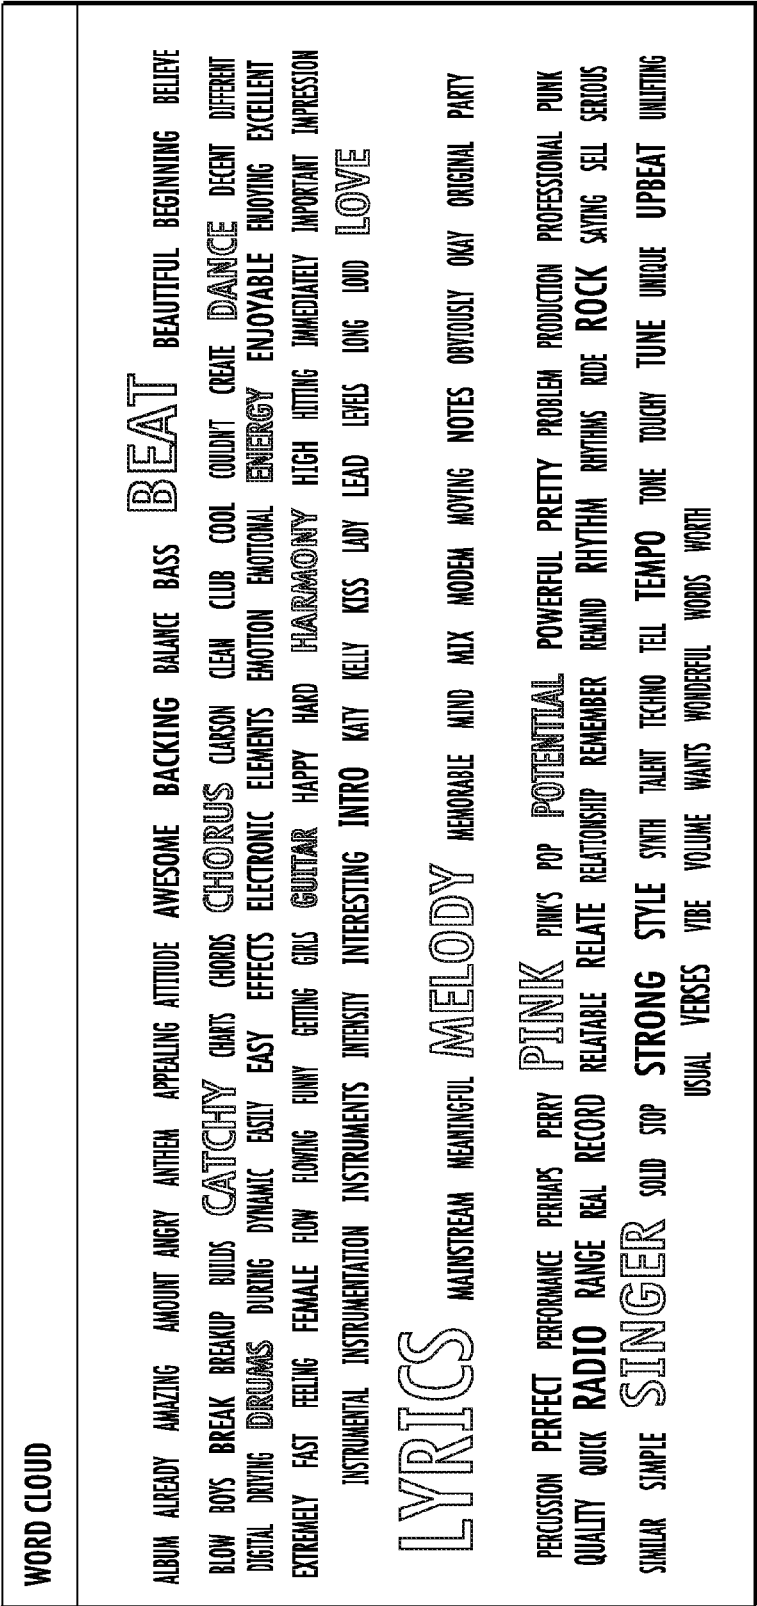 WORD CLOUD
ALBUM ALREADY AMAZING AMOUNT ANGRY ANTHEM APPEALING ATTITUDE AWESOME BACKING BALANCE BASS BEAT BEAUTIFUL BEGINNING BELIEVE
BLOW BOYS BREAK BREAKUP BUILDS CATCHY CHARTS CHORDS CHORUS CLARSON CLEAN CLUB COOL COULDN'T CREATE DANCE DECENT DIFFERENT
DIGITAL DRIVING DRUMS DURING DYNAMIC EASILY EASY EFFECTS ELECTRONIC ELEMENTS EMOTION EMOTIONAL ENERGY ENJOYABLE ENJOYING EXCELLENT
EXTREMELY FAST FEELING FEMALE FLOW FLOWING FUNNY GETTING GIRLS GUITAR HAPPY HARD HARMONY HIGH HITTING IMMEDIATELY IMPORTANT IMPRESSION
INSTRUMENTAL INSTRUMENTATION INSTRUMENTS INTENSITY INTERESTING INTRO KATY KELLY KISS LADY LEAD LEVELS LONG LOUD LOVE
LYRICS MAINSTREAM MEANINGFUL MELODY MEMORABLE MIND MIX MODEM MOVING NOTES OBVIOUSLY OKAY ORIGINAL PARTY
PERCUSSION PERFECT PERFORMANCE PERHAPS PERRY PINK PINK'S POP POTENTIAL POWERFUL PRETTY PROBLEM PRODUCTION PROFESSIONAL PUNK
QUALITY QUICK RADIO RANGE REAL RECORD RELATABLE RELATE RELATIONSHIP REMEMBER REMIND RHYTHM RHYTHMS RIDE ROCK SAYING SELL SERIOUS
SIMILAR SIMPLE SINGER SOLID STOP STRONG STYLE SYNTH TALENT TECHNO TELL TEMPO TONE TOUCHY TUNE UNIQUE UPBEAT UNLIFTING
USUAL VERSES VIBE VOLUME WANTS WONDERFUL WORDS WORTH